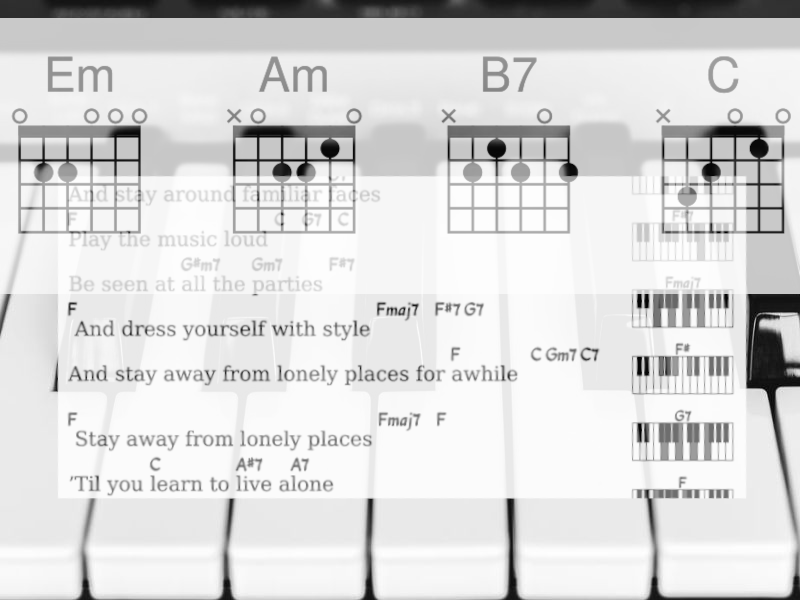 Em Am B7 C
And stay around familiar faces
F C G7 C
Play the music loud
G#m7 Gm7 F#7
Be seen at all the parties
F Fmaj7 F#7 G7
And dress yourself with style
F C Gm7 C7
And stay away from lonely places for awhile
F Fmaj7 F
Stay away from lonely places
C A#7 A7
'Til you learn to live alone
F#7
Fmaj7
F#
G7
F